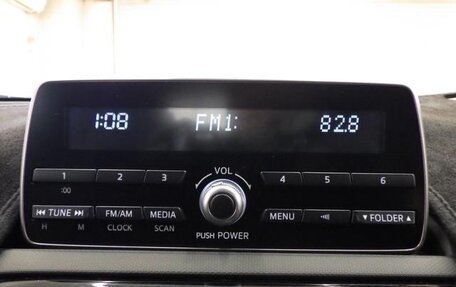 1:08 FM1: 82.8
VOL
1 2 3 4 5 6
:00
⏮ TUNE ⏭ FM/AM MEDIA MENU ▼ FOLDER ▲
H M CLOCK SCAN PUSH POWER